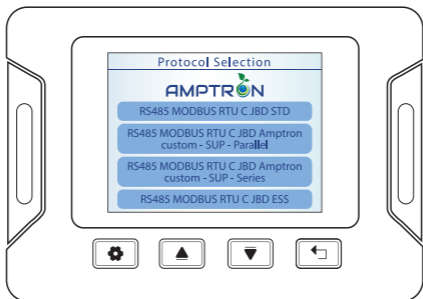 Protocol Selection
AMPTRON
RS485 MODBUS RTU C JBD STD
RS485 MODBUS RTU C JBD Amptron
custom - SUP - Parallel
RS485 MODBUS RTU C JBD Amptron
custom - SUP - Series
RS485 MODBUS RTU C JBD ESS